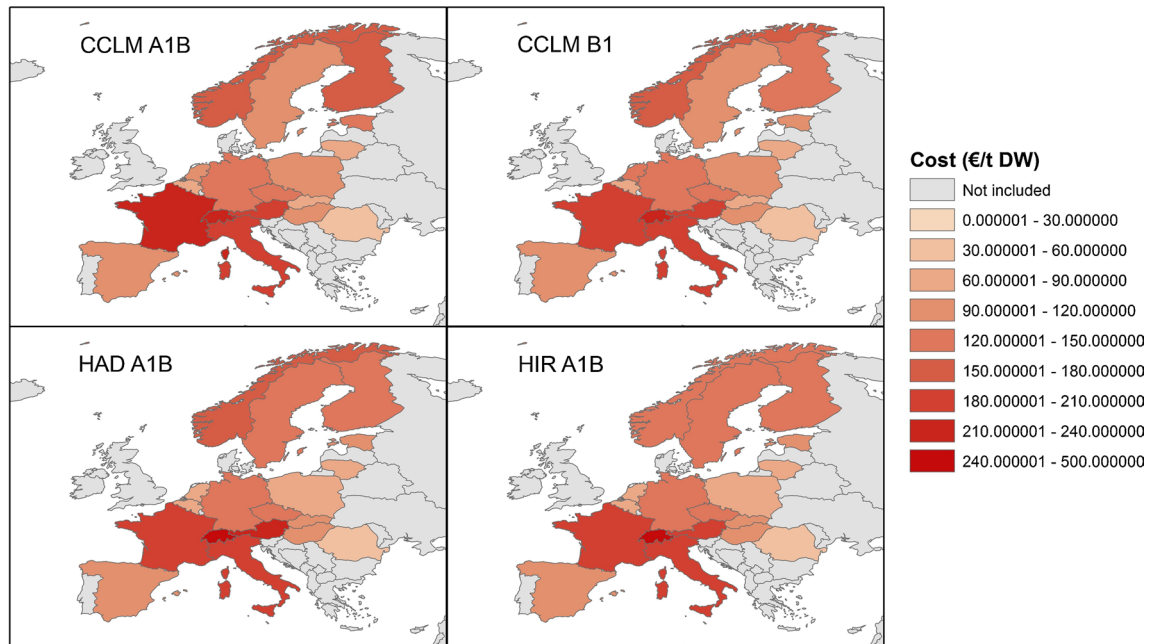 CCLM A1B
CCLM B1
HAD A1B
HIR A1B
Cost (€/t DW)
Not included
0.000001 - 30.000000
30.000001 - 60.000000
60.000001 - 90.000000
90.000001 - 120.000000
120.000001 - 150.000000
150.000001 - 180.000000
180.000001 - 210.000000
210.000001 - 240.000000
240.000001 - 500.000000